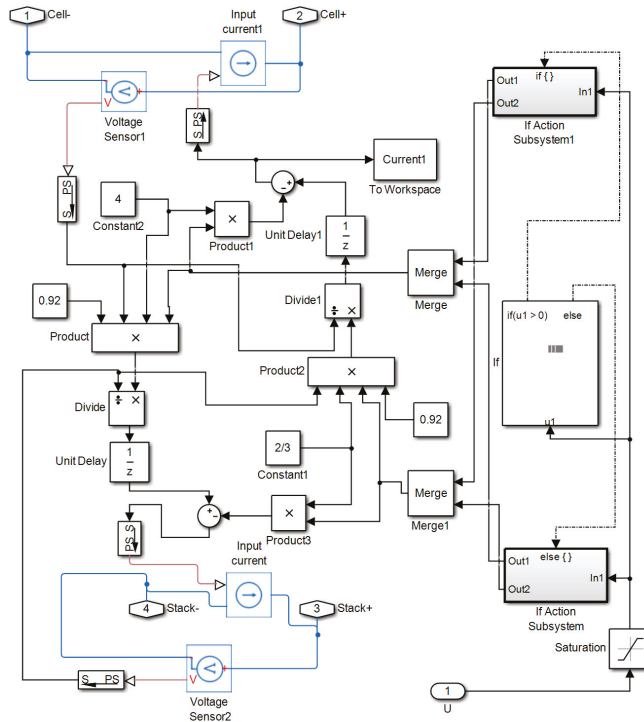 1
Cell-
Input
current1
2
Cell+
V
+
Voltage
Sensor1
S PS
S PS
if { }
Out1
Out2
In1
If Action
Subsystem1
Current1
To Workspace
4
Constant2
×
Product1
Unit Delay1
1
z
Merge
Merge
0.92
Product
×
Divide1
÷ ×
if(u1 > 0)
else
If
u1
Product2
×
Divide
÷ ×
0.92
Unit Delay
1
z
2/3
Constant1
Merge
Merge1
×
Product3
PS S
Input
current
else { }
Out1
Out2
In1
If Action
Subsystem
4
Stack-
3
Stack+
Saturation
S PS
V
+
Voltage
Sensor2
1
U